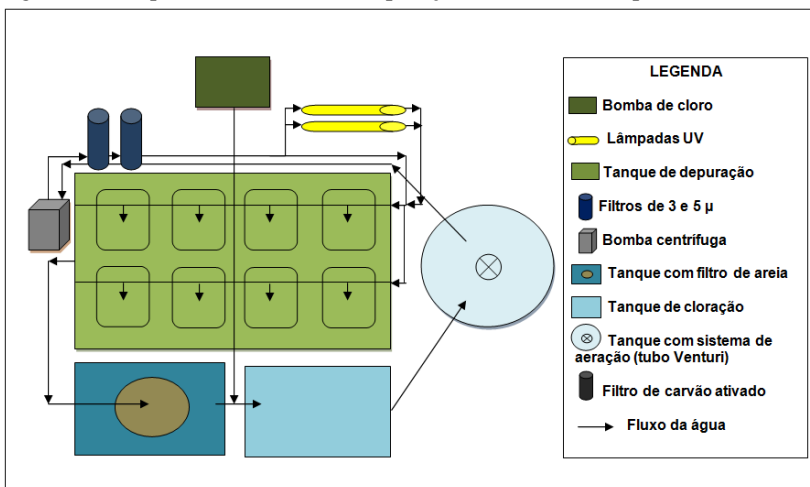 LEGENDA
Bomba de cloro
Lâmpadas UV
Tanque de depuração
Filtros de 3 e 5 µ
Bomba centrífuga
Tanque com filtro de areia
Tanque de cloração
Tanque com sistema de
aeração (tubo Venturi)
Filtro de carvão ativado
Fluxo da água